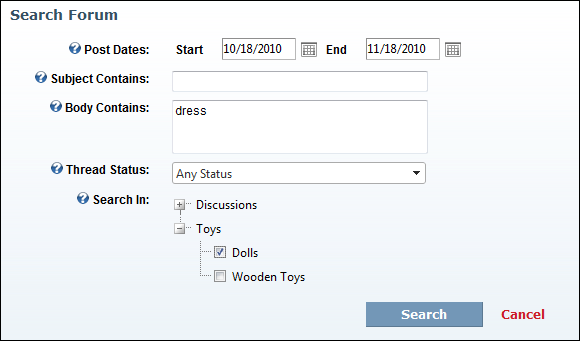 Search Forum
Post Dates: Start 10/18/2010 End 11/18/2010
Subject Contains:
Body Contains: dress
Thread Status: Any Status
Search In: Discussions
Toys
Dolls
Wooden Toys
Search Cancel